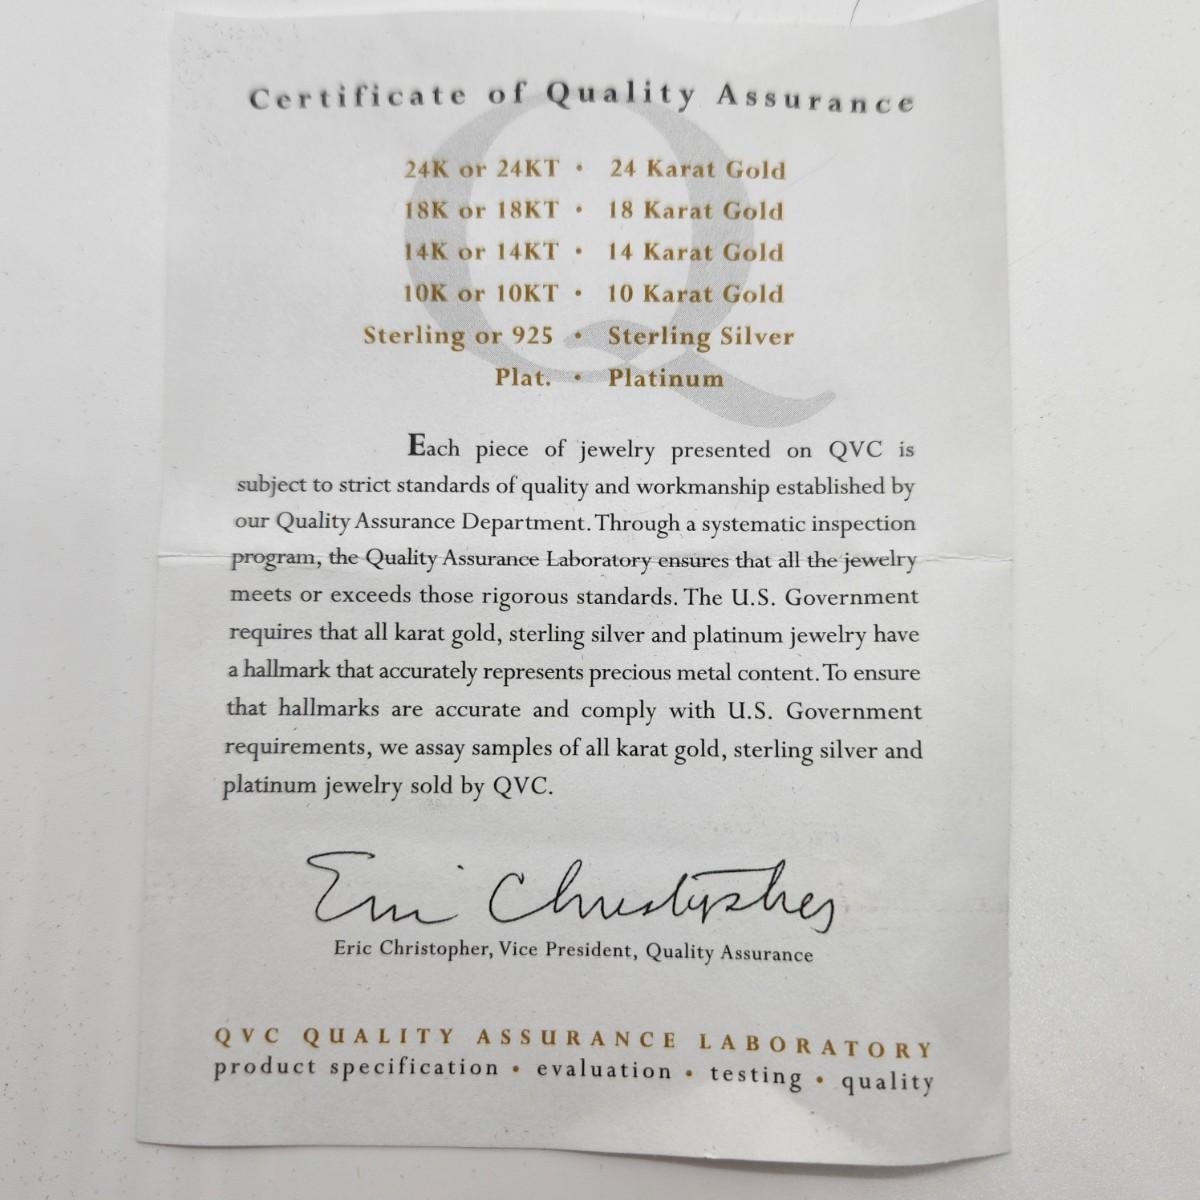 Certificate of Quality Assurance
24K or 24KT • 24 Karat Gold
18K or 18KT • 18 Karat Gold
14K or 14KT • 14 Karat Gold
10K or 10KT • 10 Karat Gold
Sterling or 925 • Sterling Silver
Plat. • Platinum
Each piece of jewelry presented on QVC is
subject to strict standards of quality and workmanship established by
our Quality Assurance Department. Through a systematic inspection
program, the Quality Assurance Laboratory ensures that all the jewelry
meets or exceeds those rigorous standards. The U.S. Government
requires that all karat gold, sterling silver and platinum jewelry have
a hallmark that accurately represents precious metal content. To ensure
that hallmarks are accurate and comply with U.S. Government
requirements, we assay samples of all karat gold, sterling silver and
platinum jewelry sold by QVC.
Eric Christopher
Eric Christopher, Vice President, Quality Assurance
QVC QUALITY ASSURANCE LABORATORY
product specification • evaluation • testing • quality